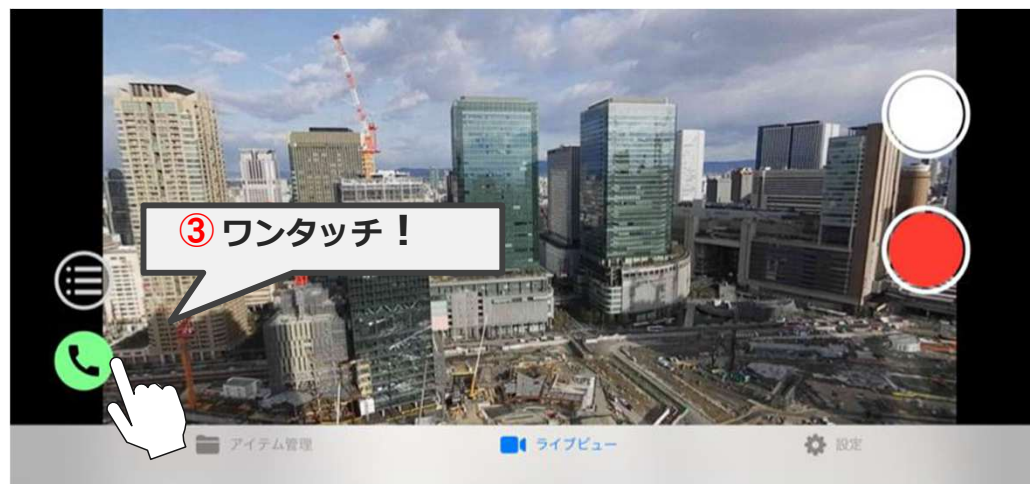 ③ ワンタッチ！
アイテム管理
ライブビュー
設定